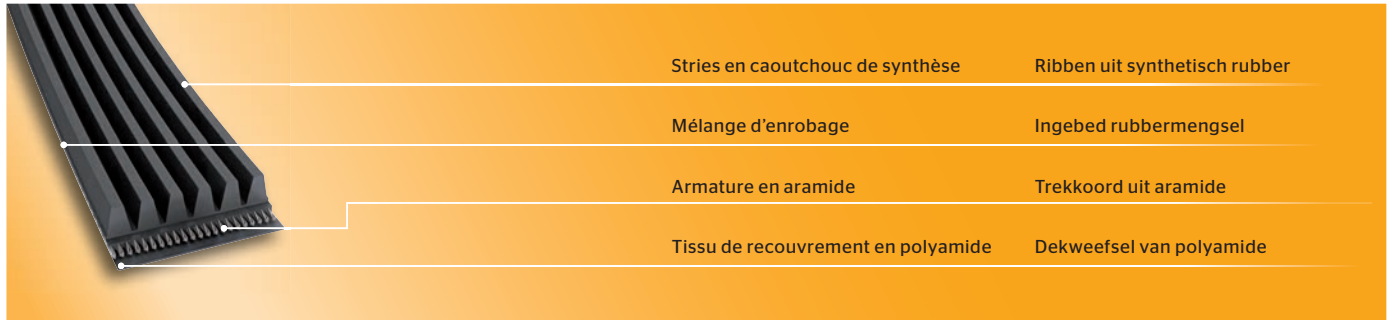 Stries en caoutchouc de synthèse Ribben uit synthetisch rubber
Mélange d'enrobage Ingebed rubbermengsel
Armature en aramide Trekkoord uit aramide
Tissu de recouvrement en polyamide Dekweefsel van polyamide